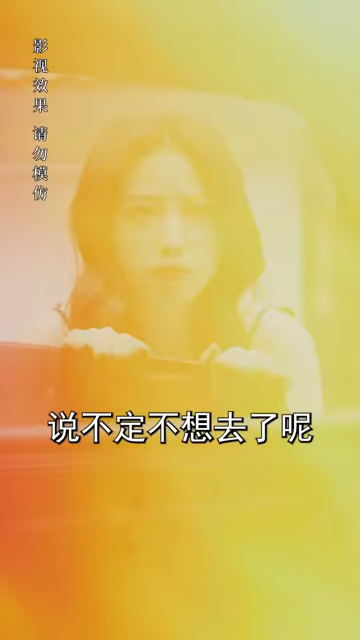 影视效果 请勿模仿
说不定不想去了呢